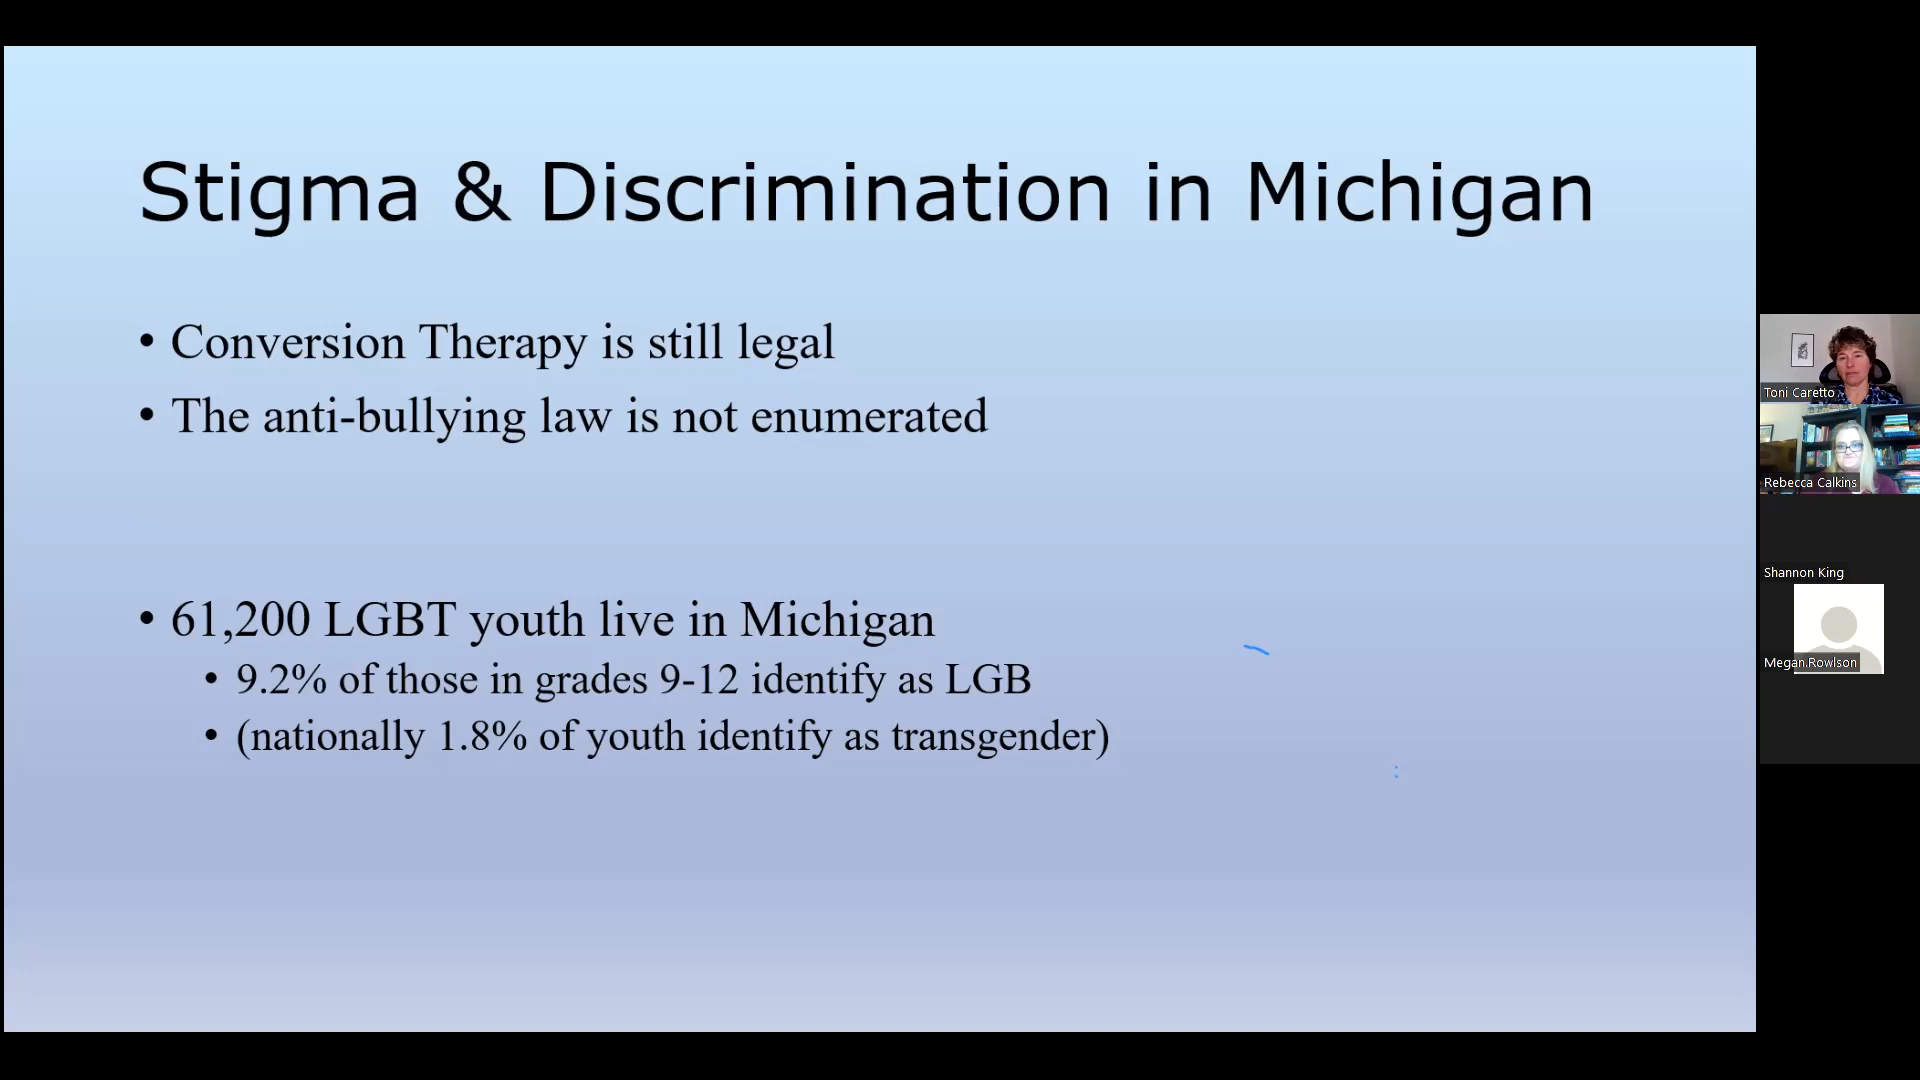 Stigma & Discrimination in Michigan
• Conversion Therapy is still legal
• The anti-bullying law is not enumerated
• 61,200 LGBT youth live in Michigan
• 9.2% of those in grades 9-12 identify as LGB
• (nationally 1.8% of youth identify as transgender)
Toni Caretto
Rebecca Calkins
Shannon King
Megan.Rowlson